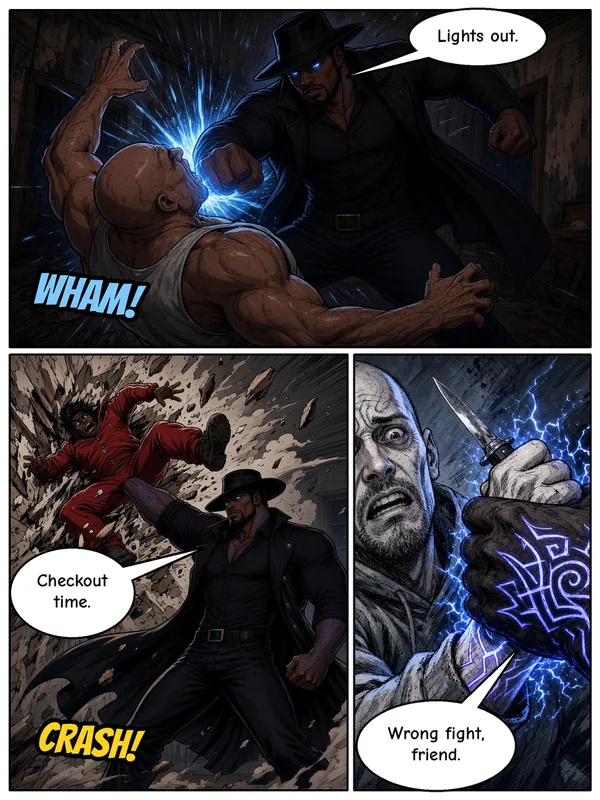 Lights out.
WHAM!
Checkout
time.
CRASH!
Wrong fight,
friend.